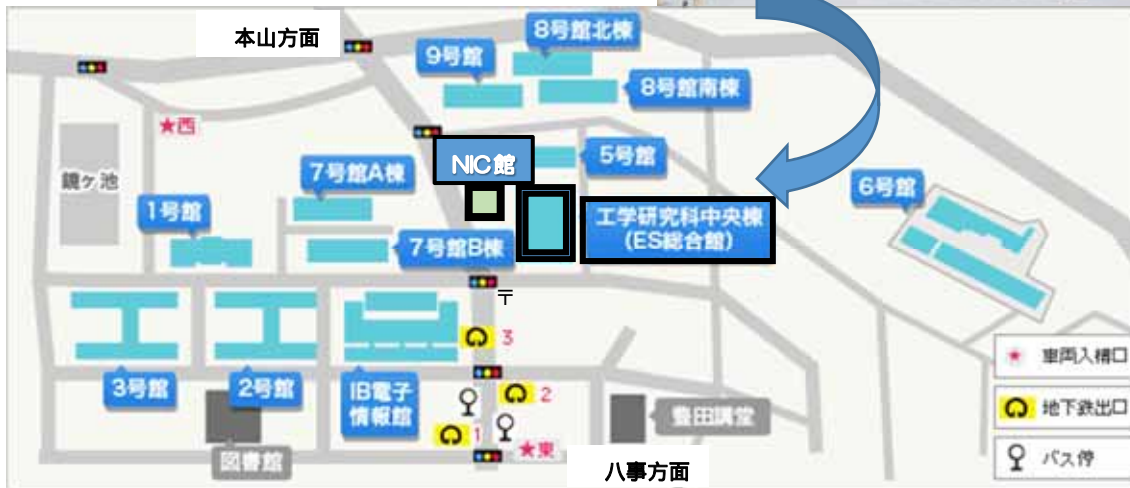 本山方面
8号館北棟
9号館
8号館南棟
★西
NIC館
5号館
鏡ヶ池
7号館A棟
6号館
1号館
工学研究科中央棟
(ES総合館)
7号館B棟
〒
3
★ 車両入構口
3号館
2号館
IB電子
情報館
2
地下鉄出口
豊田講堂
1
★東
図書館
八事方面
バス停